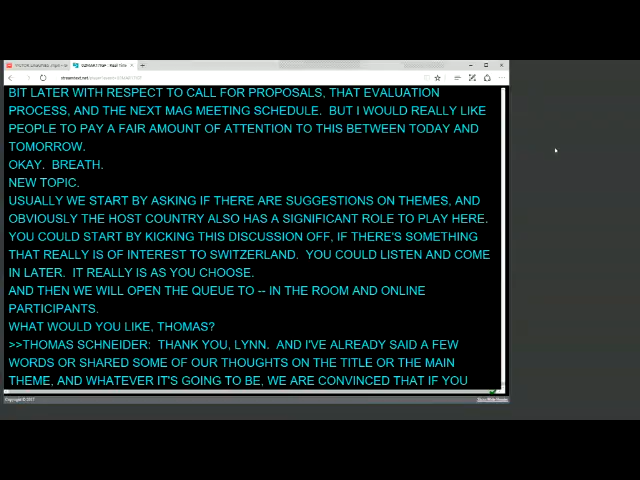 BIT LATER WITH RESPECT TO CALL FOR PROPOSALS, THAT EVALUATION
PROCESS, AND THE NEXT MAG MEETING SCHEDULE.  BUT I WOULD REALLY LIKE
PEOPLE TO PAY A FAIR AMOUNT OF ATTENTION TO THIS BETWEEN TODAY AND
TOMORROW.
OKAY.  BREATH.
NEW TOPIC.
USUALLY WE START BY ASKING IF THERE ARE SUGGESTIONS ON THEMES, AND
OBVIOUSLY THE HOST COUNTRY ALSO HAS A SIGNIFICANT ROLE TO PLAY HERE.
YOU COULD START BY KICKING THIS DISCUSSION OFF, IF THERE'S SOMETHING
THAT REALLY IS OF INTEREST TO SWITZERLAND.  YOU COULD LISTEN AND COME
IN LATER.  IT REALLY IS AS YOU CHOOSE.
AND THEN WE WILL OPEN THE QUEUE TO -- IN THE ROOM AND ONLINE
PARTICIPANTS.
WHAT WOULD YOU LIKE, THOMAS?
>>THOMAS SCHNEIDER:  THANK YOU, LYNN.  AND I'VE ALREADY SAID A FEW
WORDS OR SHARED SOME OF OUR THOUGHTS ON THE TITLE OR THE MAIN
THEME, AND WHATEVER IT'S GOING TO BE, WE ARE CONVINCED THAT IF YOU